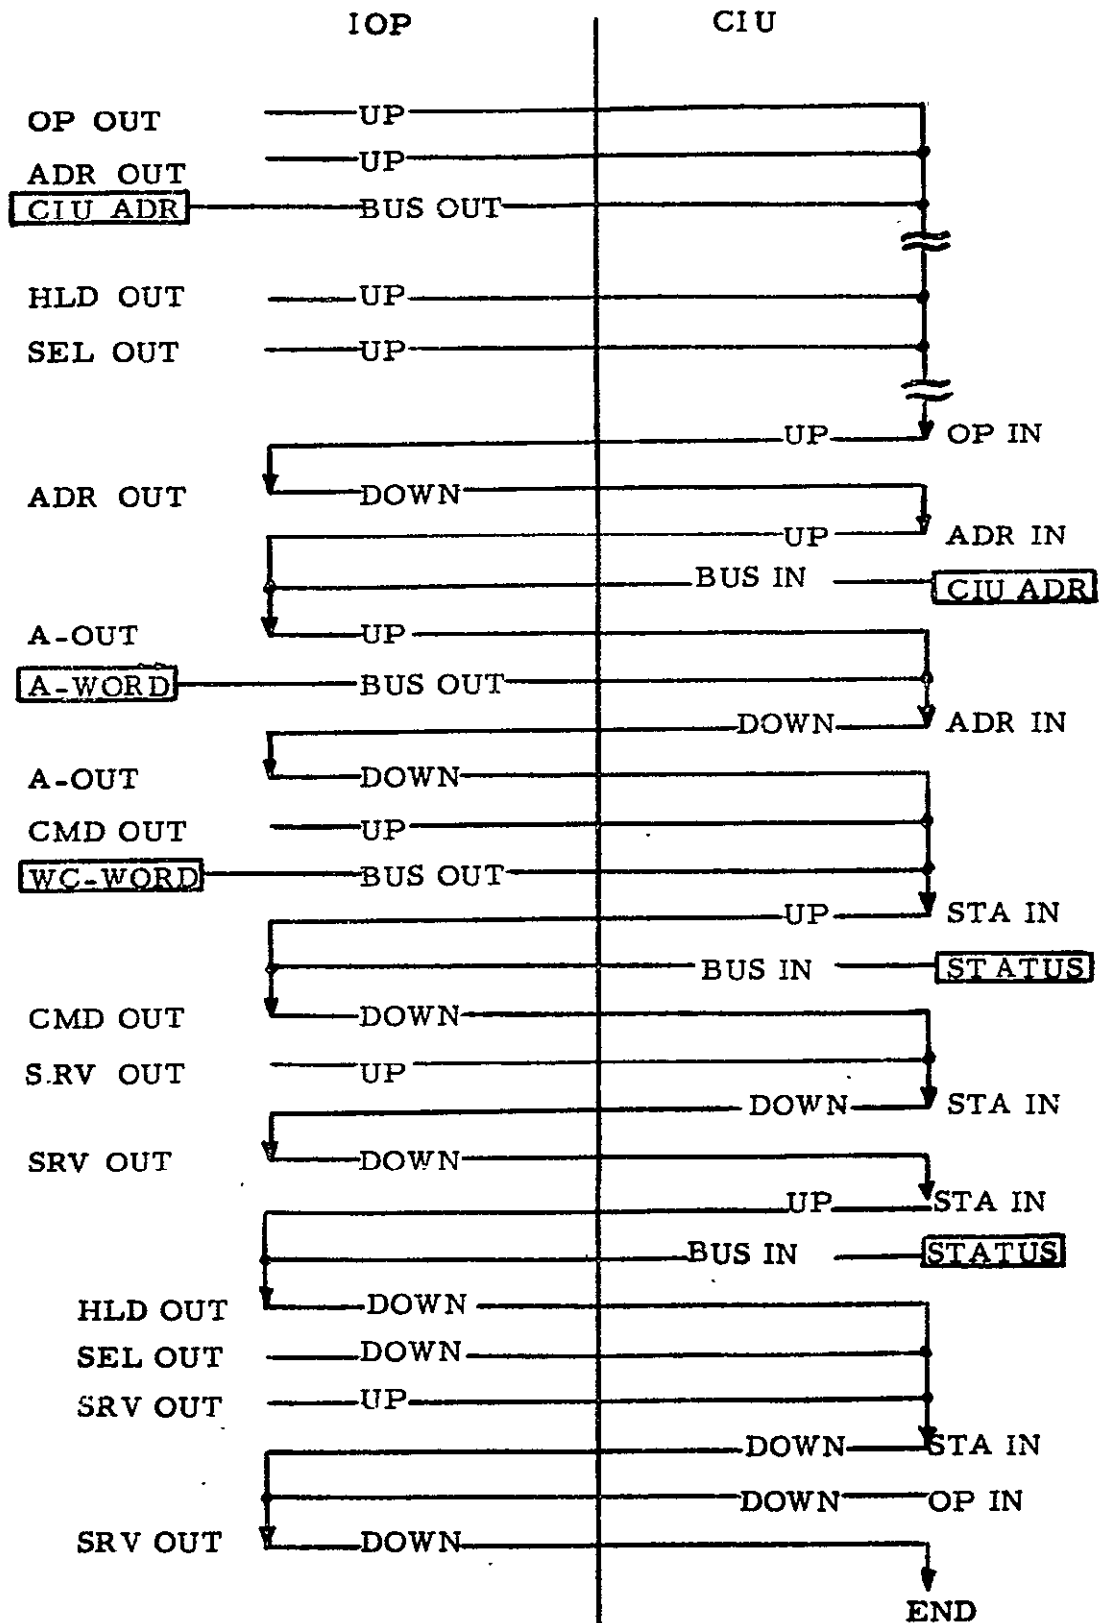 IOP CIU
OP OUT UP
ADR OUT UP
CIU ADR BUS OUT
HLD OUT UP
SEL OUT UP
UP OP IN
ADR OUT DOWN
UP ADR IN
BUS IN CIU ADR
A-OUT UP
A-WORD BUS OUT
DOWN ADR IN
A-OUT DOWN
CMD OUT UP
WC-WORD BUS OUT
UP STA IN
BUS IN STATUS
CMD OUT DOWN
S.RV OUT UP
DOWN STA IN
SRV OUT DOWN
UP STA IN
BUS IN STATUS
HLD OUT DOWN
SEL OUT DOWN
SRV OUT UP
DOWN STA IN
DOWN OP IN
SRV OUT DOWN
END